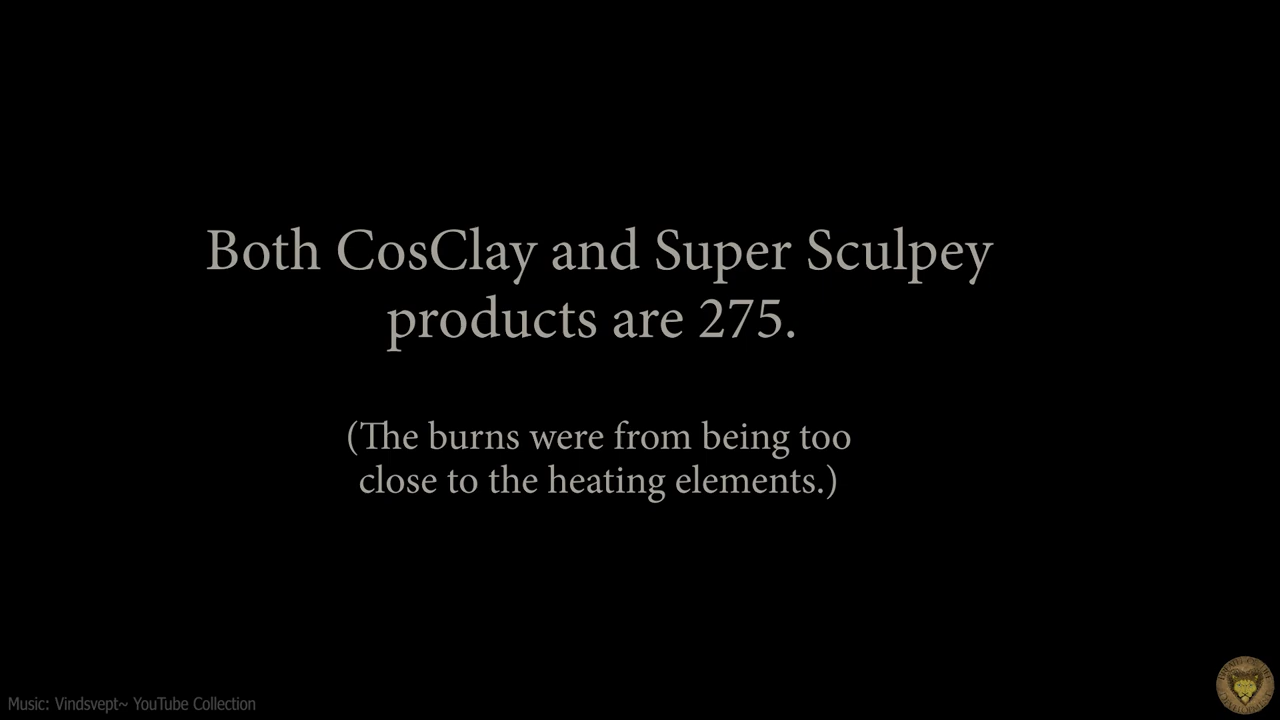 Both CosClay and Super Sculpey
products are 275.
(The burns were from being too
close to the heating elements.)
Music: Vindsvept~ YouTube Collection